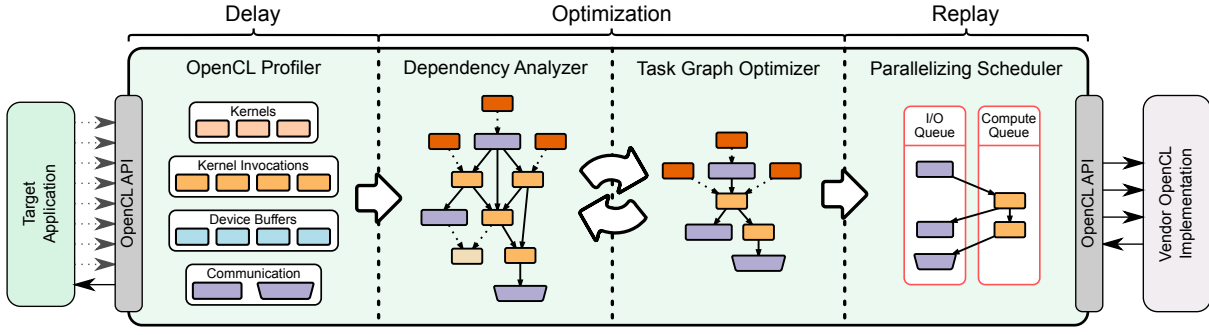 Delay
Optimization
Replay
OpenCL Profiler
Dependency Analyzer
Task Graph Optimizer
Parallelizing Scheduler
Target
Application
OpenCL API
Kernels
Kernel Invocations
Device Buffers
Communication
I/O
Queue
Compute
Queue
OpenCL API
Vendor OpenCL
Implementation